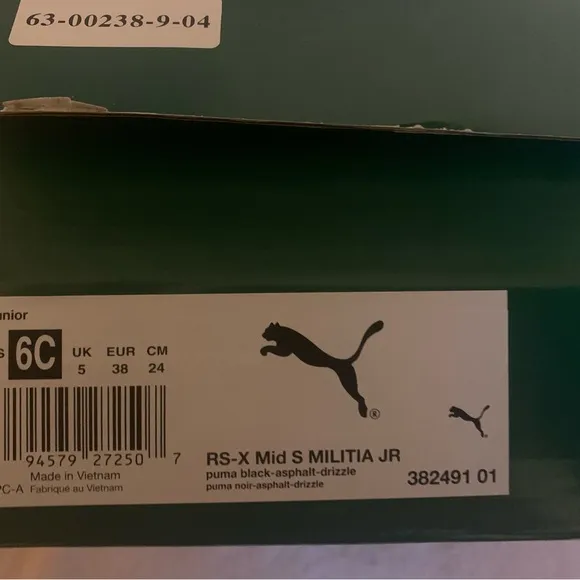 63-00238-9-04
unior
S 6C UK 5 EUR 38 CM 24
94579 27250 7
Made in Vietnam
PC-A Fabriqué au Vietnam
®
RS-X Mid S MILITIA JR
puma black-asphalt-drizzle
puma noir-asphalt-drizzle
382491 01